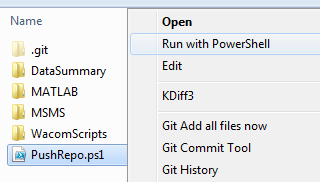 Name
.git
DataSummary
MATLAB
MSMS
WacomScripts
PushRepo.ps1
Open
Run with PowerShell
Edit
KDiff3
Git Add all files now
Git Commit Tool
Git History